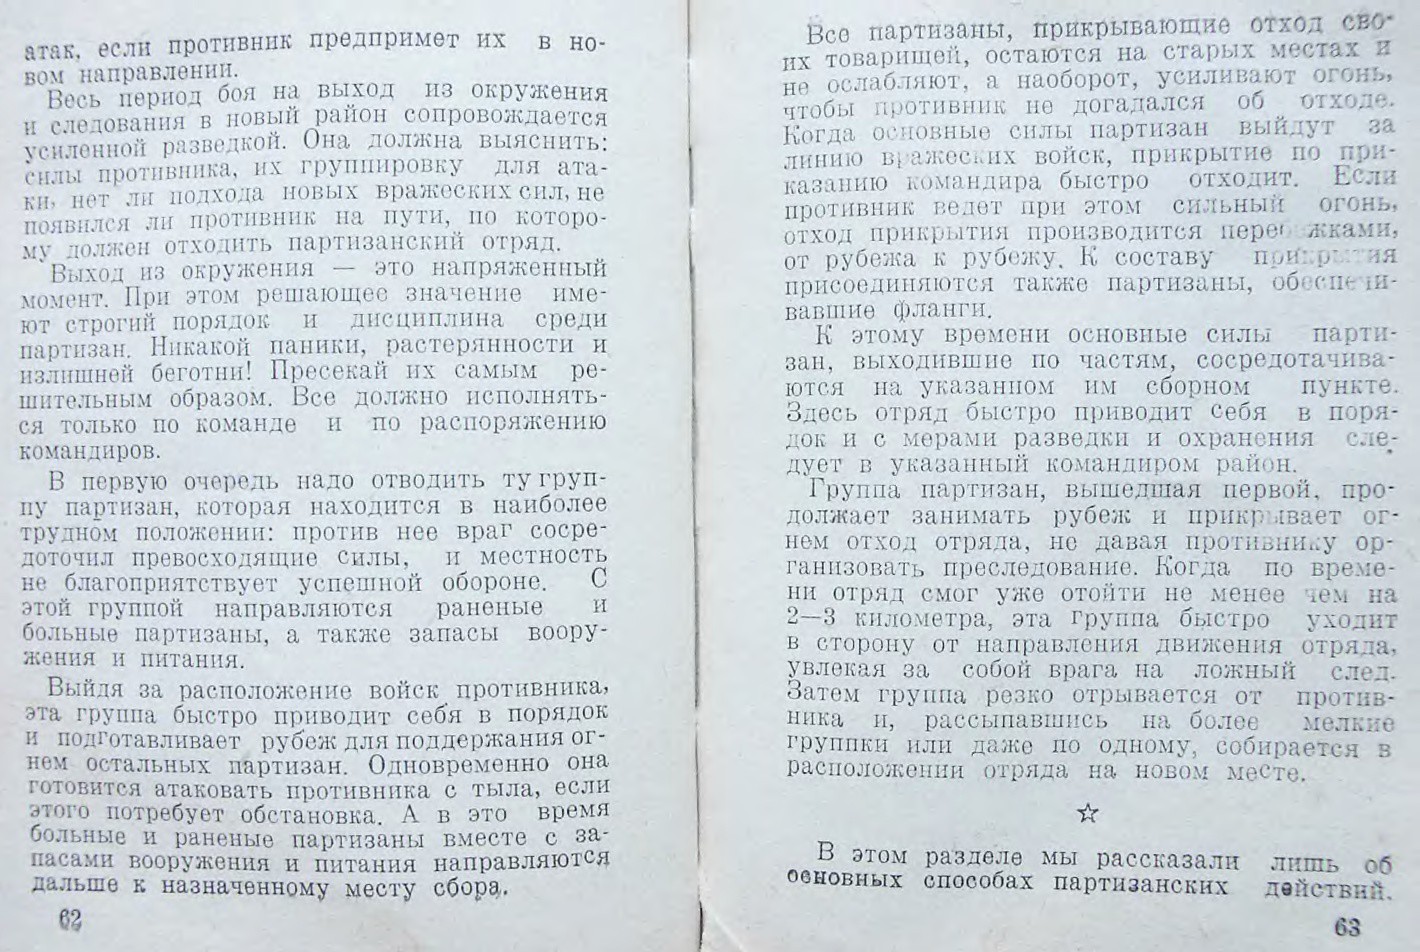 атак, если противник предпримет их в но-
вом направлении.
Весь период боя на выход из окружения
и следования в новый район сопровождается
усиленной разведкой. Она должна выяснить:
силы противника, их группировку для ата-
ки, нет ли подхода новых вражеских сил, не
появился ли противник на пути, по которо-
му должен отходить партизанский отряд.
Выход из окружения — это напряженный
момент. При этом решающее значение име-
ют строгий порядок и дисциплина среди
партизан. Никакой паники, растерянности и
излишней беготни! Пресекай их самым ре-
шительным образом. Все должно исполнять-
ся только по команде и по распоряжению
командиров.
В первую очередь надо отводить ту груп-
пу партизан, которая находится в наиболее
трудном положении: против нее враг сосре-
доточил превосходящие силы, и местность
не благоприятствует успешной обороне. С
этой группой направляются раненые и
больные партизаны, а также запасы воору-
жения и питания.
Выйдя за расположение войск противника,
эта группа быстро приводит себя в порядок
и подготавливает рубеж для поддержания ог-
нем остальных партизан. Одновременно она
готовится атаковать противника с тыла, если
этого потребует обстановка. А в это время
больные и раненые партизаны вместе с за-
пасами вооружения и питания направляются
дальше к назначенному месту сбора.
62
Все партизаны, прикрывающие отход сво-
их товарищей, остаются на старых местах и
не ослабляют, а наоборот, усиливают огонь,
чтобы противник не догадался об отходе.
Когда основные силы партизан выйдут за
линию вражеских войск, прикрытие по при-
казанию командира быстро отходит. Если
противник ведет при этом сильный огонь,
отход прикрытия производится перебежками,
от рубежа к рубежу. К составу прикрытия
присоединяются также партизаны, обеспечи-
вавшие фланги.
К этому времени основные силы парти-
зан, выходившие по частям, сосредотачива-
ются на указанном им сборном пункте.
Здесь отряд быстро приводит себя в поря-
док и с мерами разведки и охранения сле-
дует в указанный командиром район.
Группа партизан, вышедшая первой, про-
должает занимать рубеж и прикрывает ог-
нем отход отряда, не давая противнику ор-
ганизовать преследование. Когда по време-
ни отряд смог уже отойти не менее чем на
2—3 километра, эта группа быстро уходит
в сторону от направления движения отряда,
увлекая за собой врага на ложный след.
Затем группа резко отрывается от против-
ника и, рассыпавшись на более мелкие
группки или даже по одному, собирается в
расположении отряда на новом месте.
☆
В этом разделе мы рассказали лишь об
основных способах партизанских действий.
63